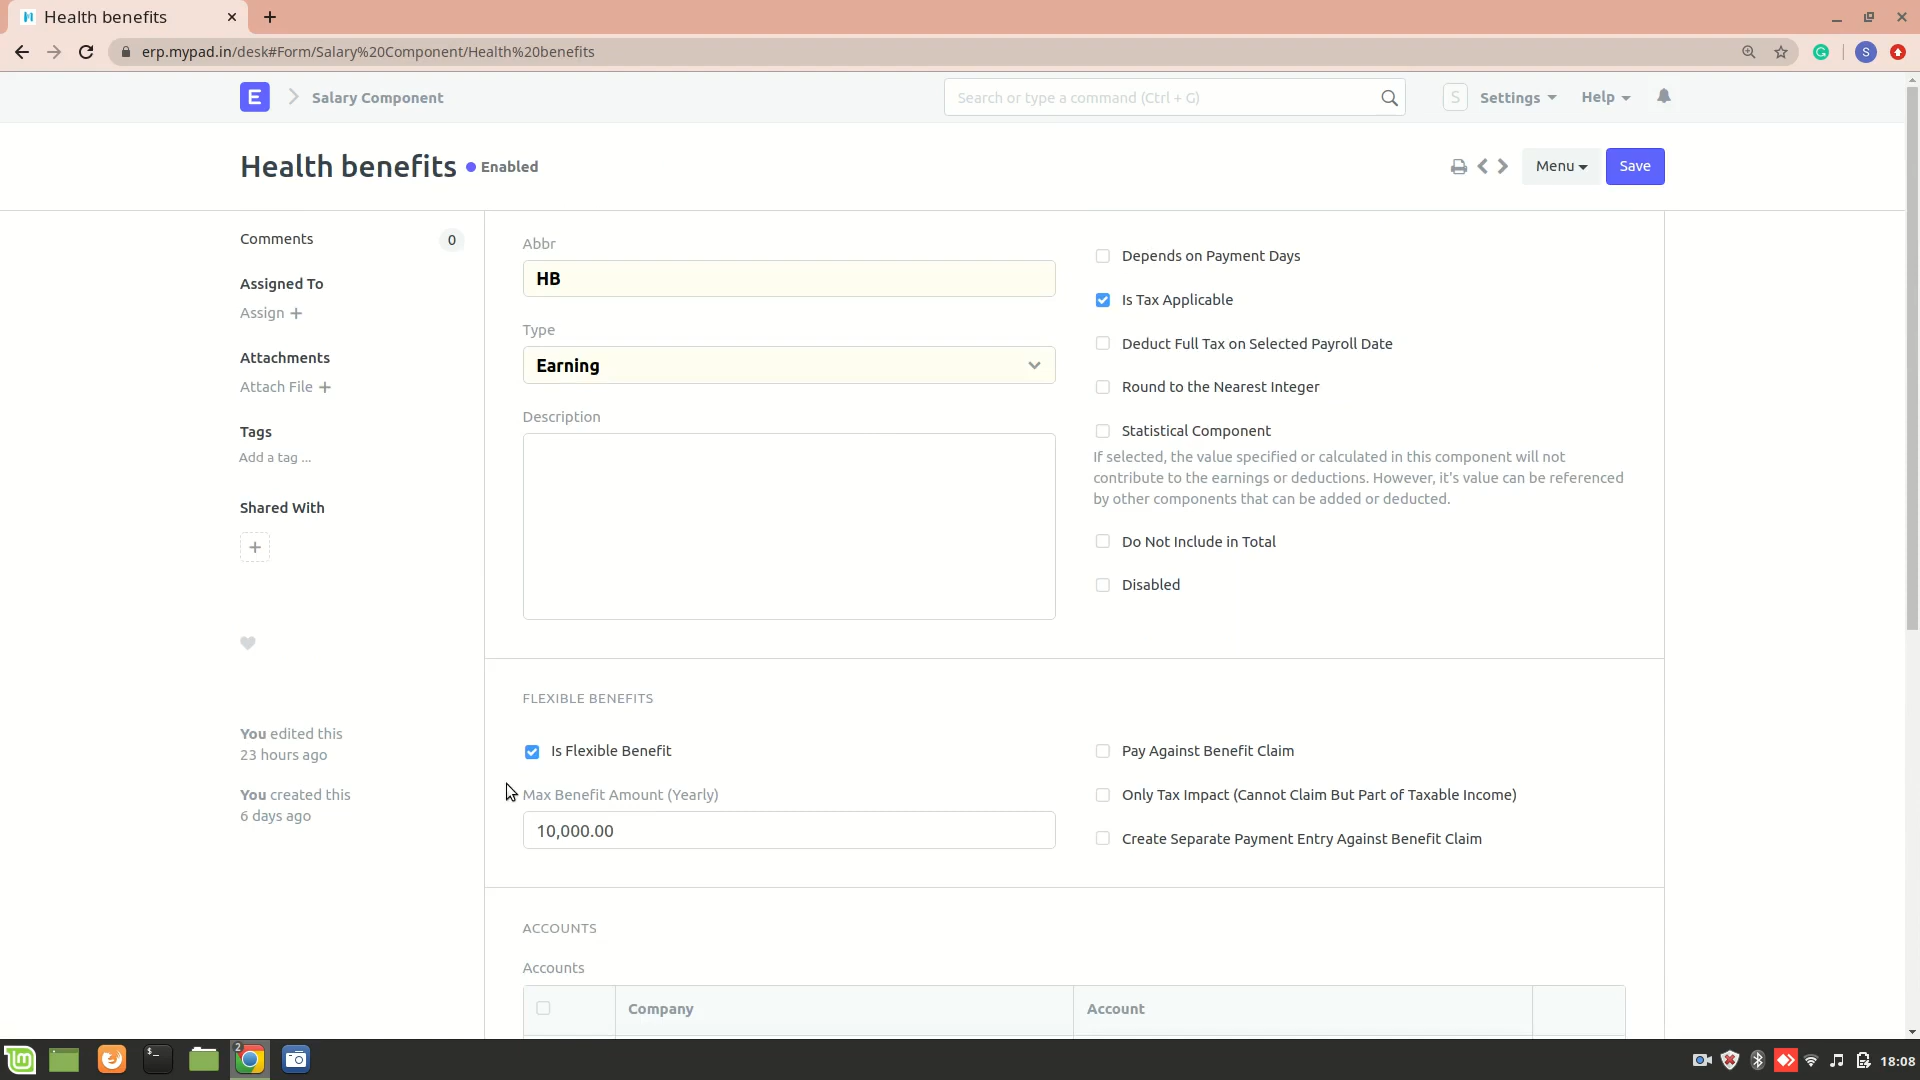 Health benefits
erp.mypad.in/desk#Form/Salary%20Component/Health%20benefits
S
E
Salary Component
Search or type a command (Ctrl + G)
S
Settings
Help
Health benefits
Enabled
Menu
Save
Comments
0
Assigned To
Assign +
Attachments
Attach File +
Tags
Add a tag ...
Shared With
+
You edited this
23 hours ago
You created this
6 days ago
Abbr
HB
Type
Earning
Description
Depends on Payment Days
Is Tax Applicable
Deduct Full Tax on Selected Payroll Date
Round to the Nearest Integer
Statistical Component
If selected, the value specified or calculated in this component will not
contribute to the earnings or deductions. However, it's value can be referenced
by other components that can be added or deducted.
Do Not Include in Total
Disabled
FLEXIBLE BENEFITS
Is Flexible Benefit
Max Benefit Amount (Yearly)
10,000.00
Pay Against Benefit Claim
Only Tax Impact (Cannot Claim But Part of Taxable Income)
Create Separate Payment Entry Against Benefit Claim
ACCOUNTS
Accounts
Company
Account
2
18:08